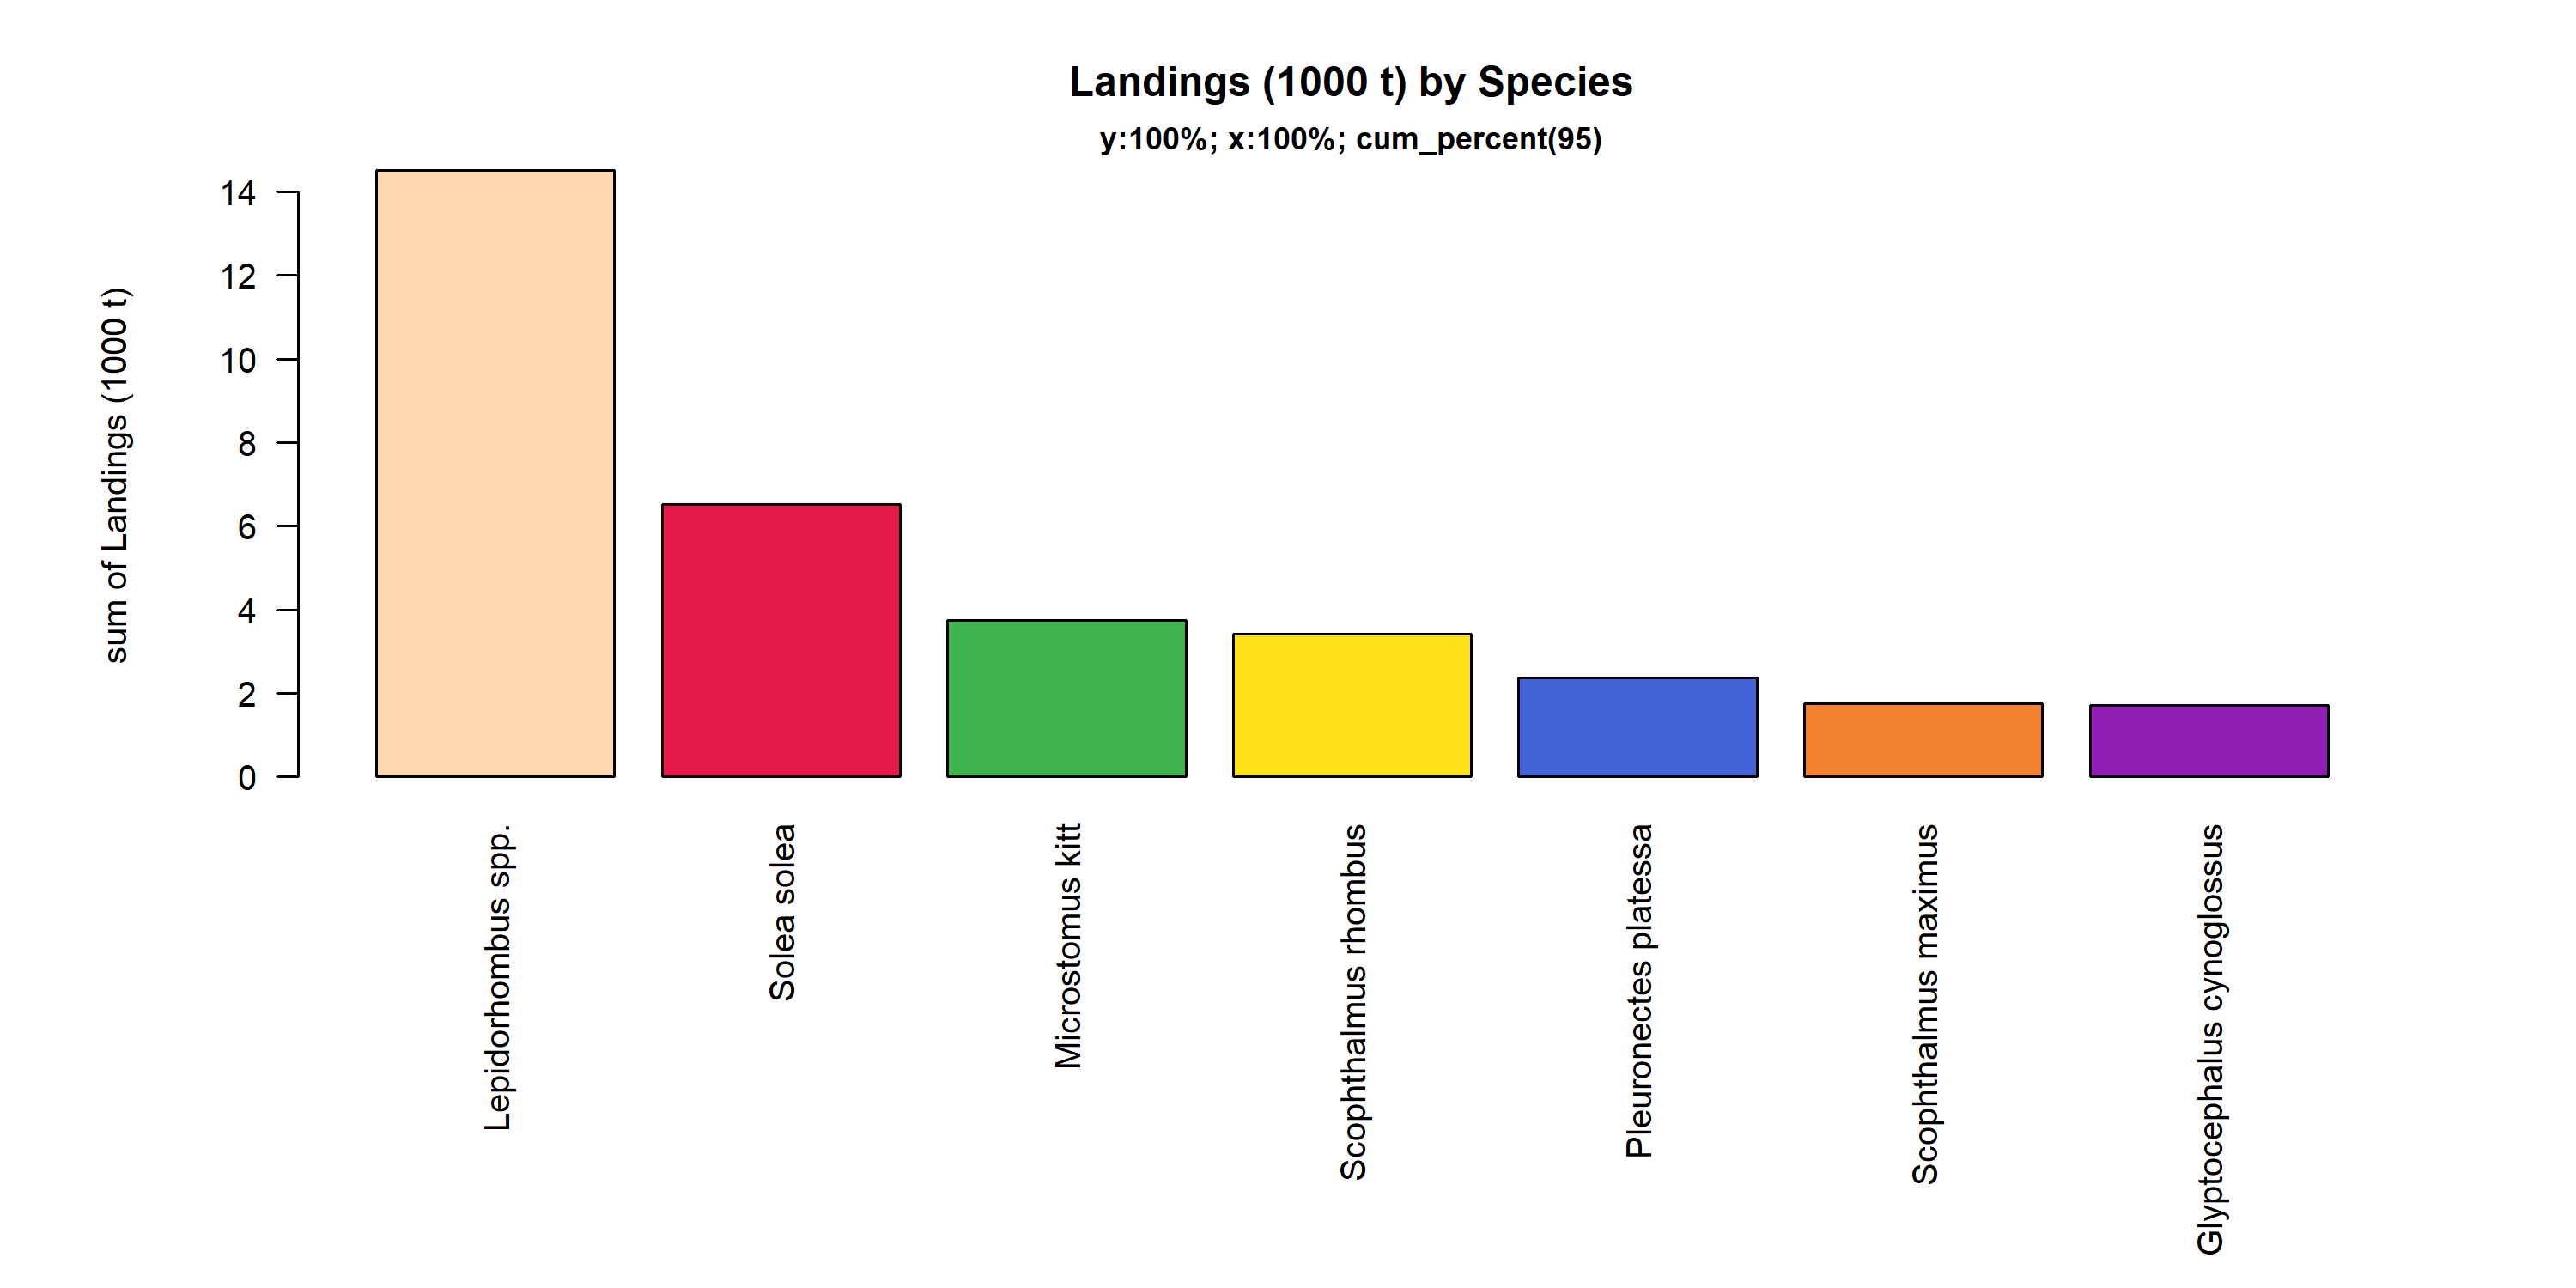 Landings (1000 t) by Species
y:100%; x:100%; cum_percent(95)
sum of Landings (1000 t)
14
12
10
8
6
4
2
0
Lepidorhombus spp.
Solea solea
Microstomus kitt
Scophthalmus rhombus
Pleuronectes platessa
Scophthalmus maximus
Glyptocephalus cynoglossus